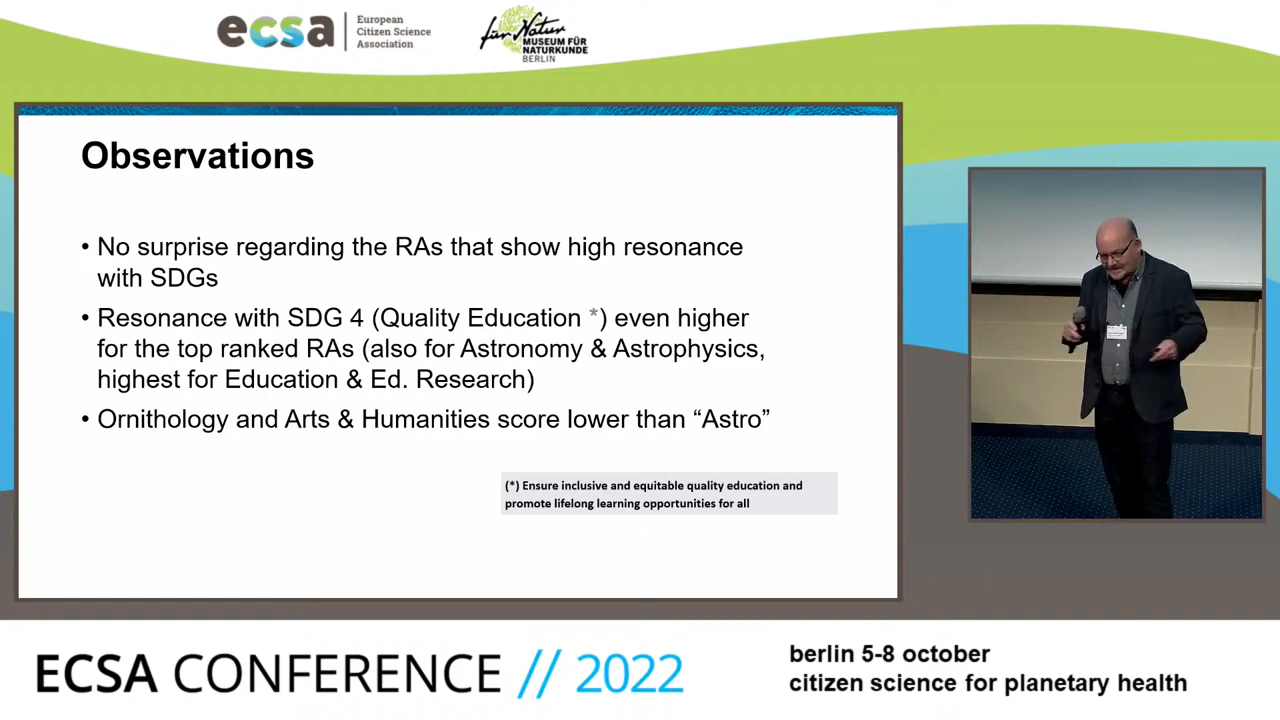 ecsa
European
Citizen Science
Association
für Natur
MUSEUM FÜR
NATURKUNDE
BERLIN
Observations
• No surprise regarding the RAs that show high resonance
with SDGs
• Resonance with SDG 4 (Quality Education *) even higher
for the top ranked RAs (also for Astronomy & Astrophysics,
highest for Education & Ed. Research)
• Ornithology and Arts & Humanities score lower than “Astro”
(*) Ensure inclusive and equitable quality education and
promote lifelong learning opportunities for all
ECSA CONFERENCE // 2022
berlin 5-8 october
citizen science for planetary health